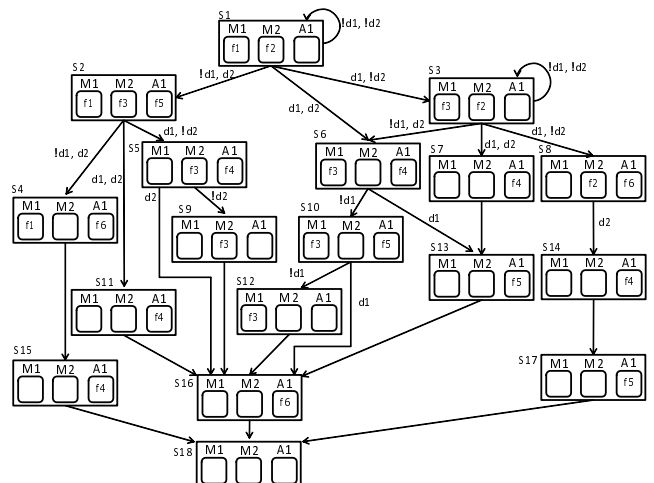 S1
M1 M2 A1
f1 f2
!d1, !d2
!d1, d2
d1, !d2
d1, d2
S2
M1 M2 A1
f1 f3 f5
S3
M1 M2 A1
f3 f2
!d1, !d2
!d1, d2
d1, !d2
d1, d2
!d1, d2
d1, d2
d1, !d2
S5
M1 M2 A1
f3 f4
S6
M1 M2 A1
f3 f4
S7
M1 M2 A1
f4
S8
M1 M2 A1
f2 f6
S4
M1 M2 A1
f1 f6
d2
!d2
!d1
d1
d2
S9
M1 M2 A1
f3
S10
M1 M2 A1
f3 f5
S13
M1 M2 A1
f5
S14
M1 M2 A1
f4
S11
M1 M2 A1
f4
!d1
d1
S12
M1 M2 A1
f3
S15
M1 M2 A1
f4
S16
M1 M2 A1
f6
S17
M1 M2 A1
f5
S18
M1 M2 A1